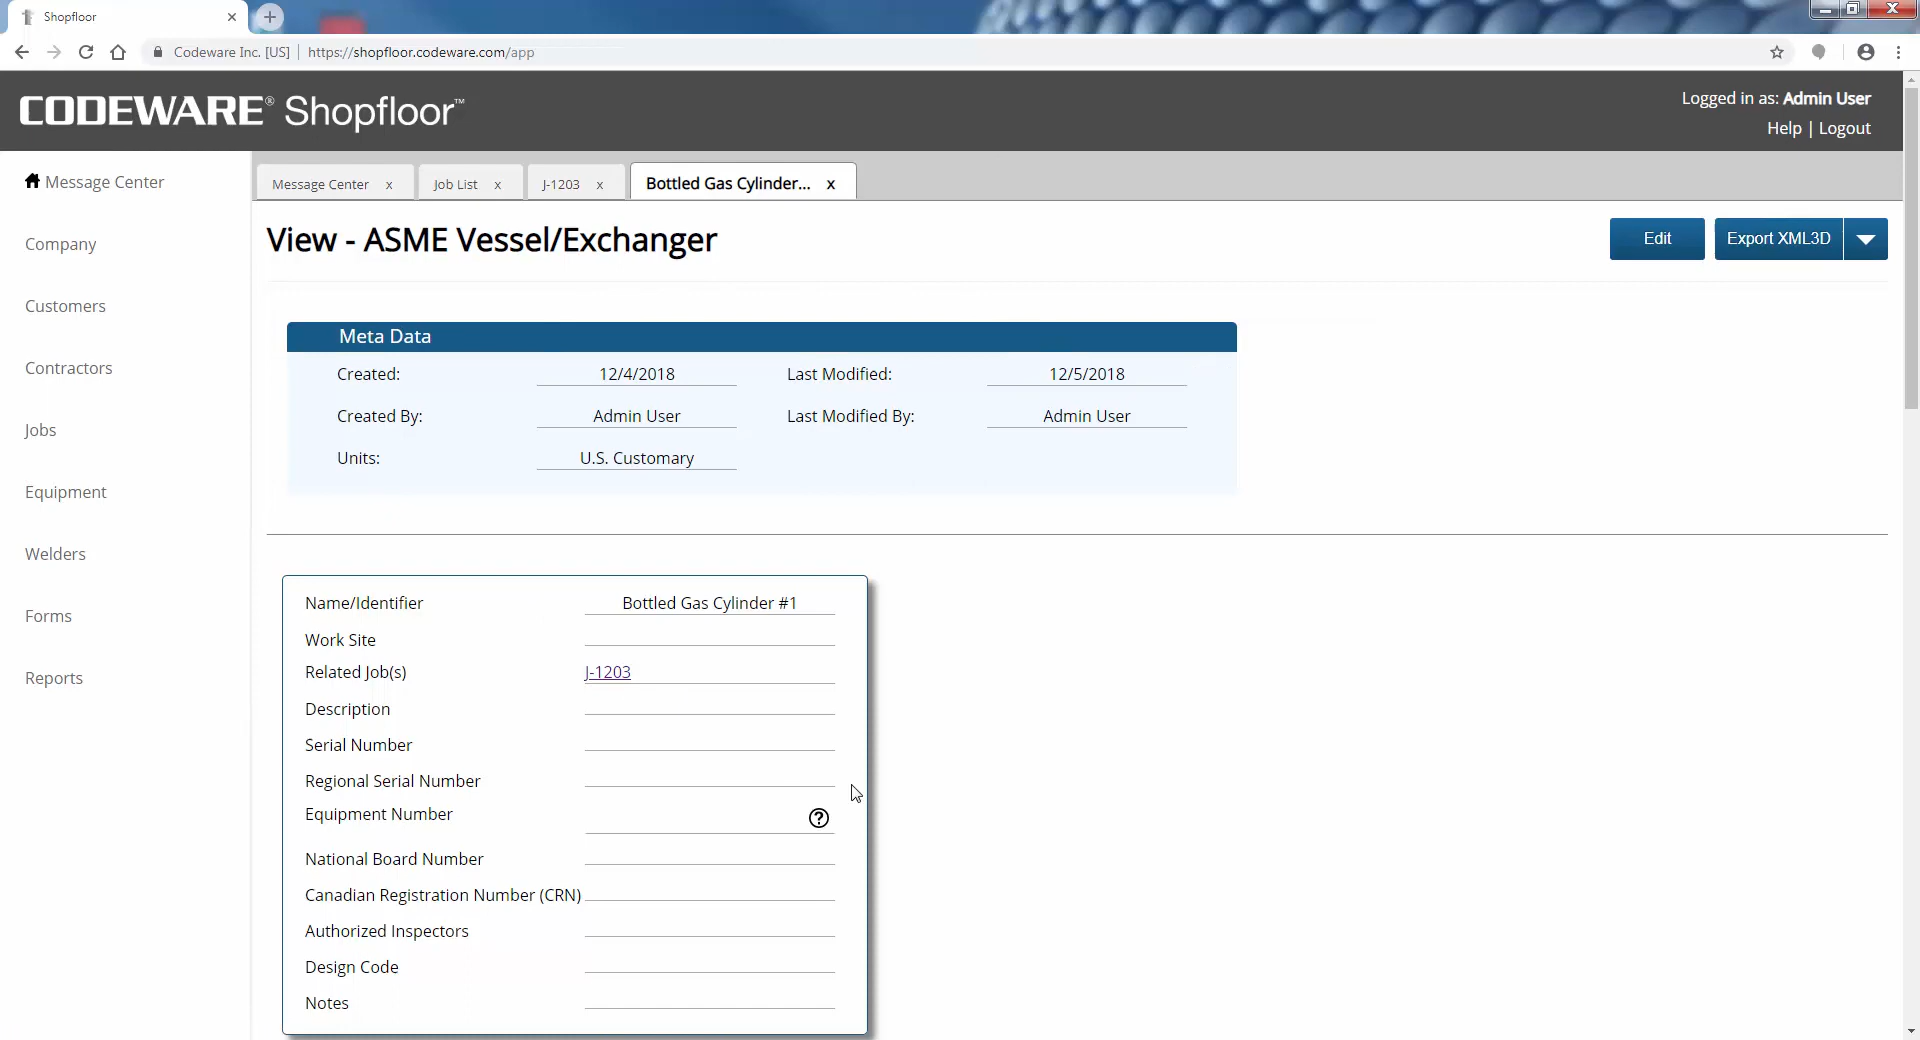 Shopfloor
Codeware Inc. [US] | https://shopfloor.codeware.com/app
CODEWARE® Shopfloor™
Logged in as: Admin User
Help | Logout
Message Center
Company
Customers
Contractors
Jobs
Equipment
Welders
Forms
Reports
Message Center x Job List x J-1203 x Bottled Gas Cylinder... x
View - ASME Vessel/Exchanger
Edit Export XML3D
Meta Data
Created: 12/4/2018 Last Modified: 12/5/2018
Created By: Admin User Last Modified By: Admin User
Units: U.S. Customary
Name/Identifier Bottled Gas Cylinder #1
Work Site
Related Job(s) J-1203
Description
Serial Number
Regional Serial Number
Equipment Number ?
National Board Number
Canadian Registration Number (CRN)
Authorized Inspectors
Design Code
Notes